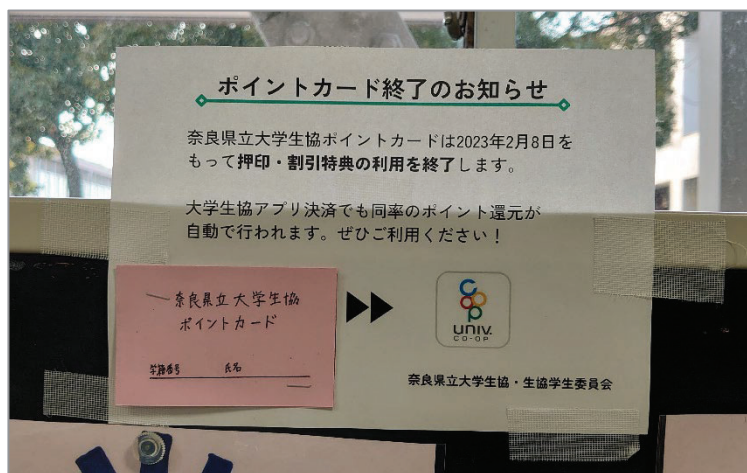 ポイントカード終了のお知らせ
奈良県立大学生協ポイントカードは2023年2月8日を
もって押印・割引特典の利用を終了します。
大学生協アプリ決済でも同率のポイント還元が
自動で行われます。ぜひご利用ください！
奈良県立大学生協
ポイントカード
学籍番号 氏名
coop
UNIV.
CO-OP
奈良県立大学生協・生協学生委員会